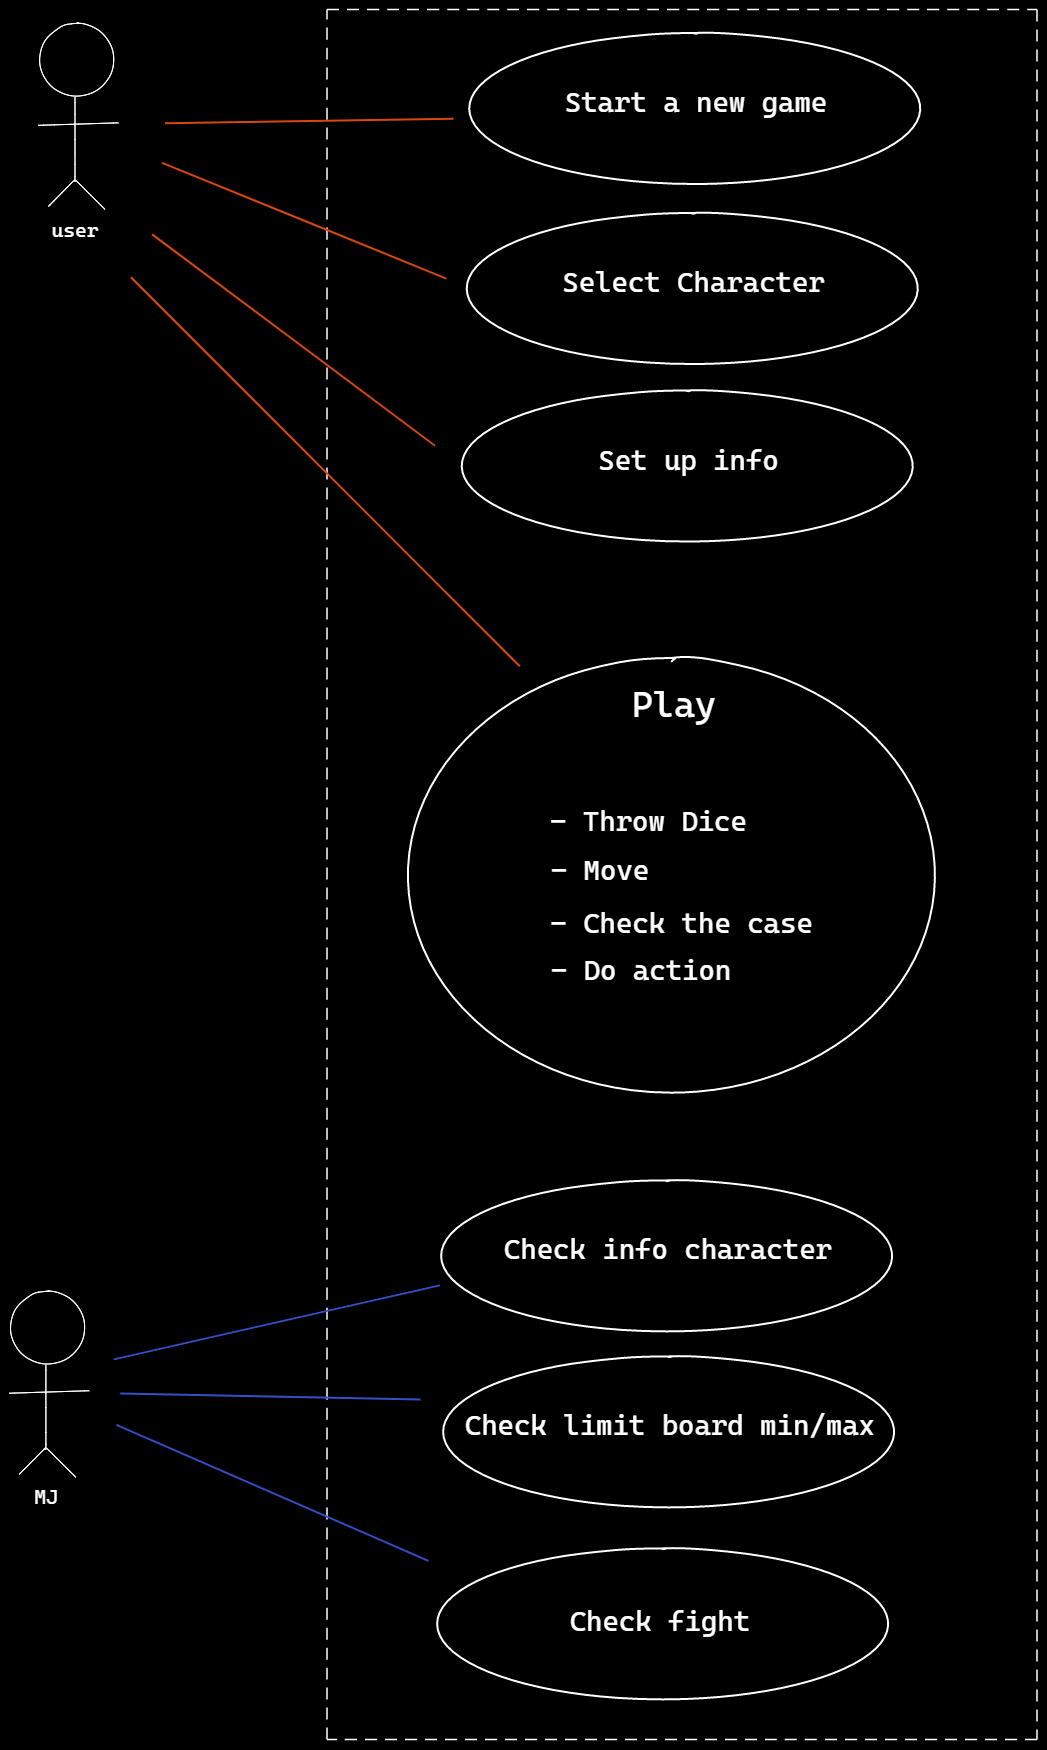 Start a new game
Select Character
user
Set up info
Play
- Throw Dice
- Move
- Check the case
- Do action
Check info character
Check limit board min/max
MJ
Check fight